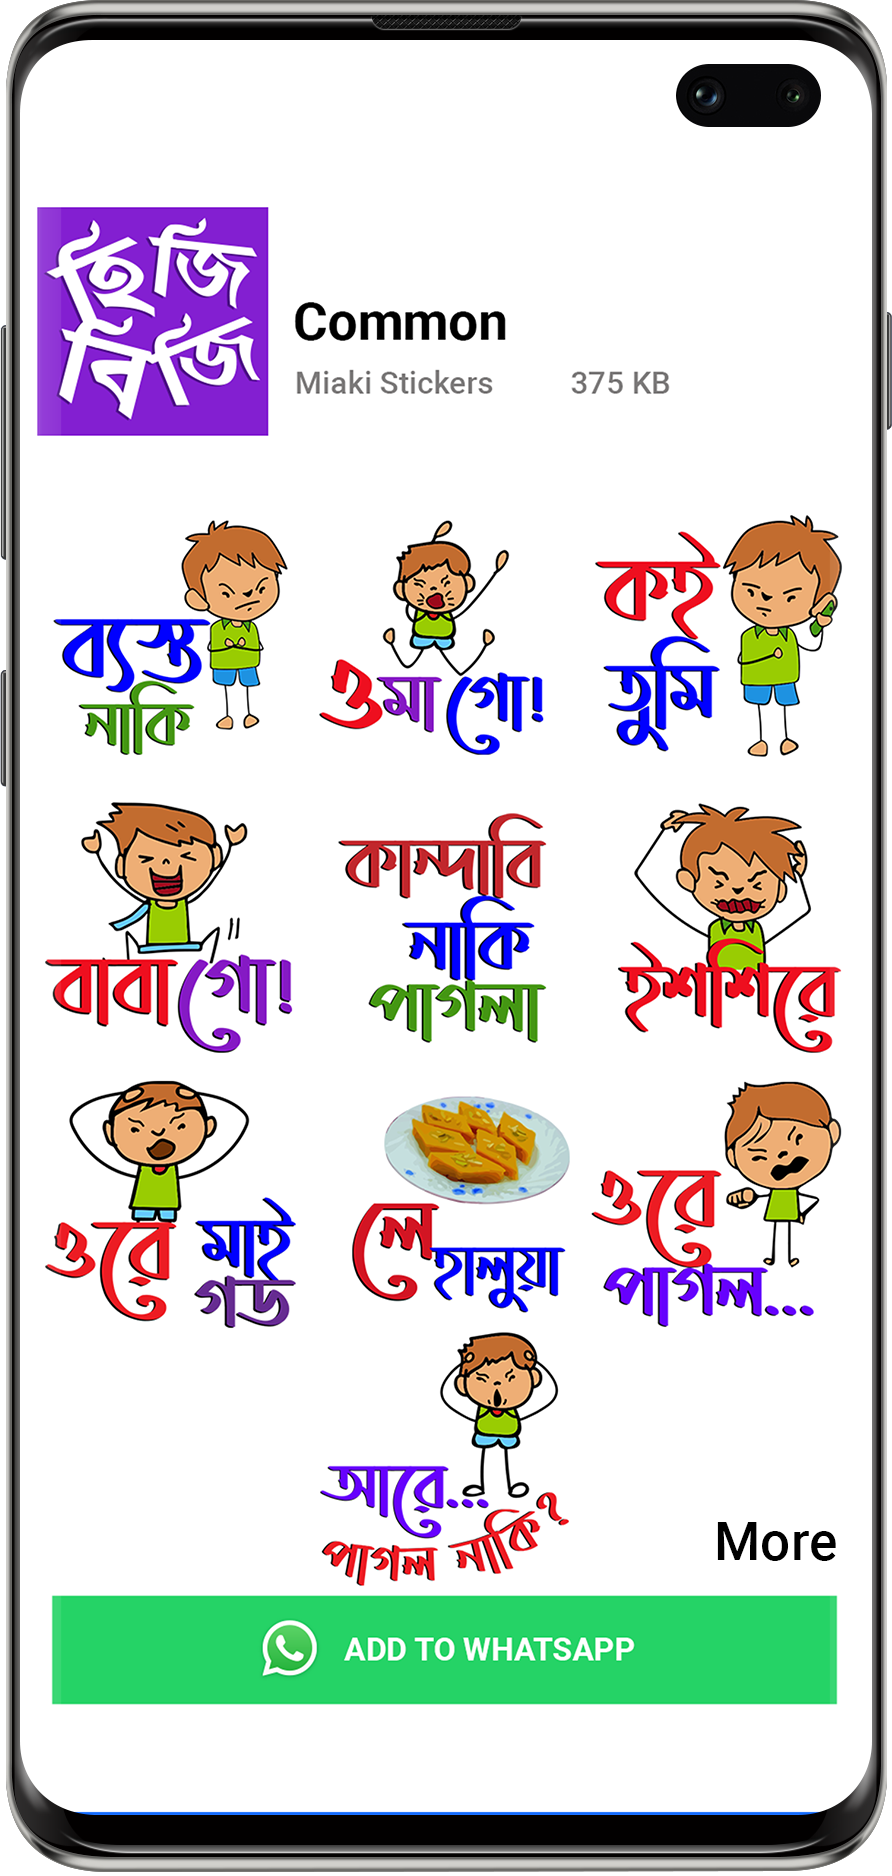 হিজি
বিজি
Common
Miaki Stickers 375 KB
ব্যস্ত
নাকি
ওমা গো!
কই
তুমি
বাবা গো!
কান্দাবি
নাকি
পাগলা
ইশশিরে
ওরে মাই
গড
লে
হালুয়া
ওরে
পাগল...
আরে...
পাগল নাকি?
More
ADD TO WHATSAPP